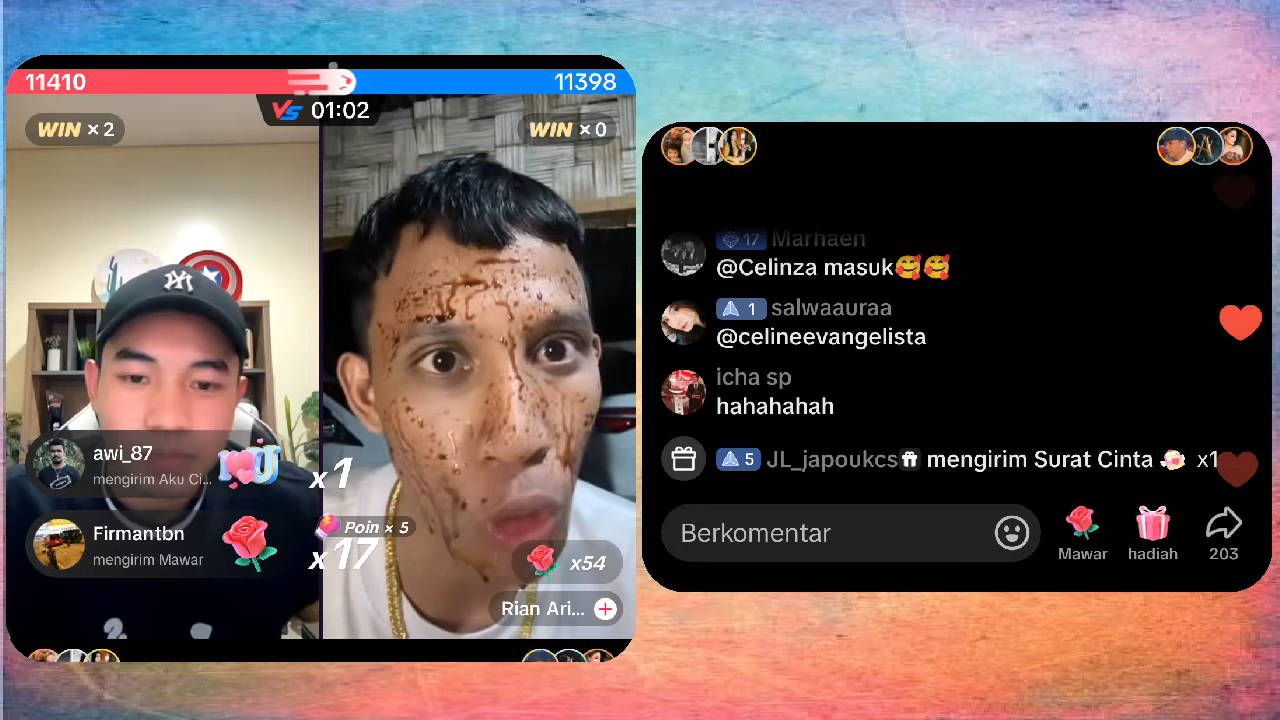 11410
11398
VS 01:02
WIN × 2
WIN × 0
NY
awi_87
mengirim Aku Ci...
x1
Firmantbn
mengirim Mawar
x17
Poin × 5
x54
Rian Ari...
17 Marhaen
@Celinza masuk🥰🥰
1 salwaauraa
@celineevangelista
icha sp
hahahahah
5 JL_japoukcs mengirim Surat Cinta x1
Berkomentar
Mawar
hadiah
203